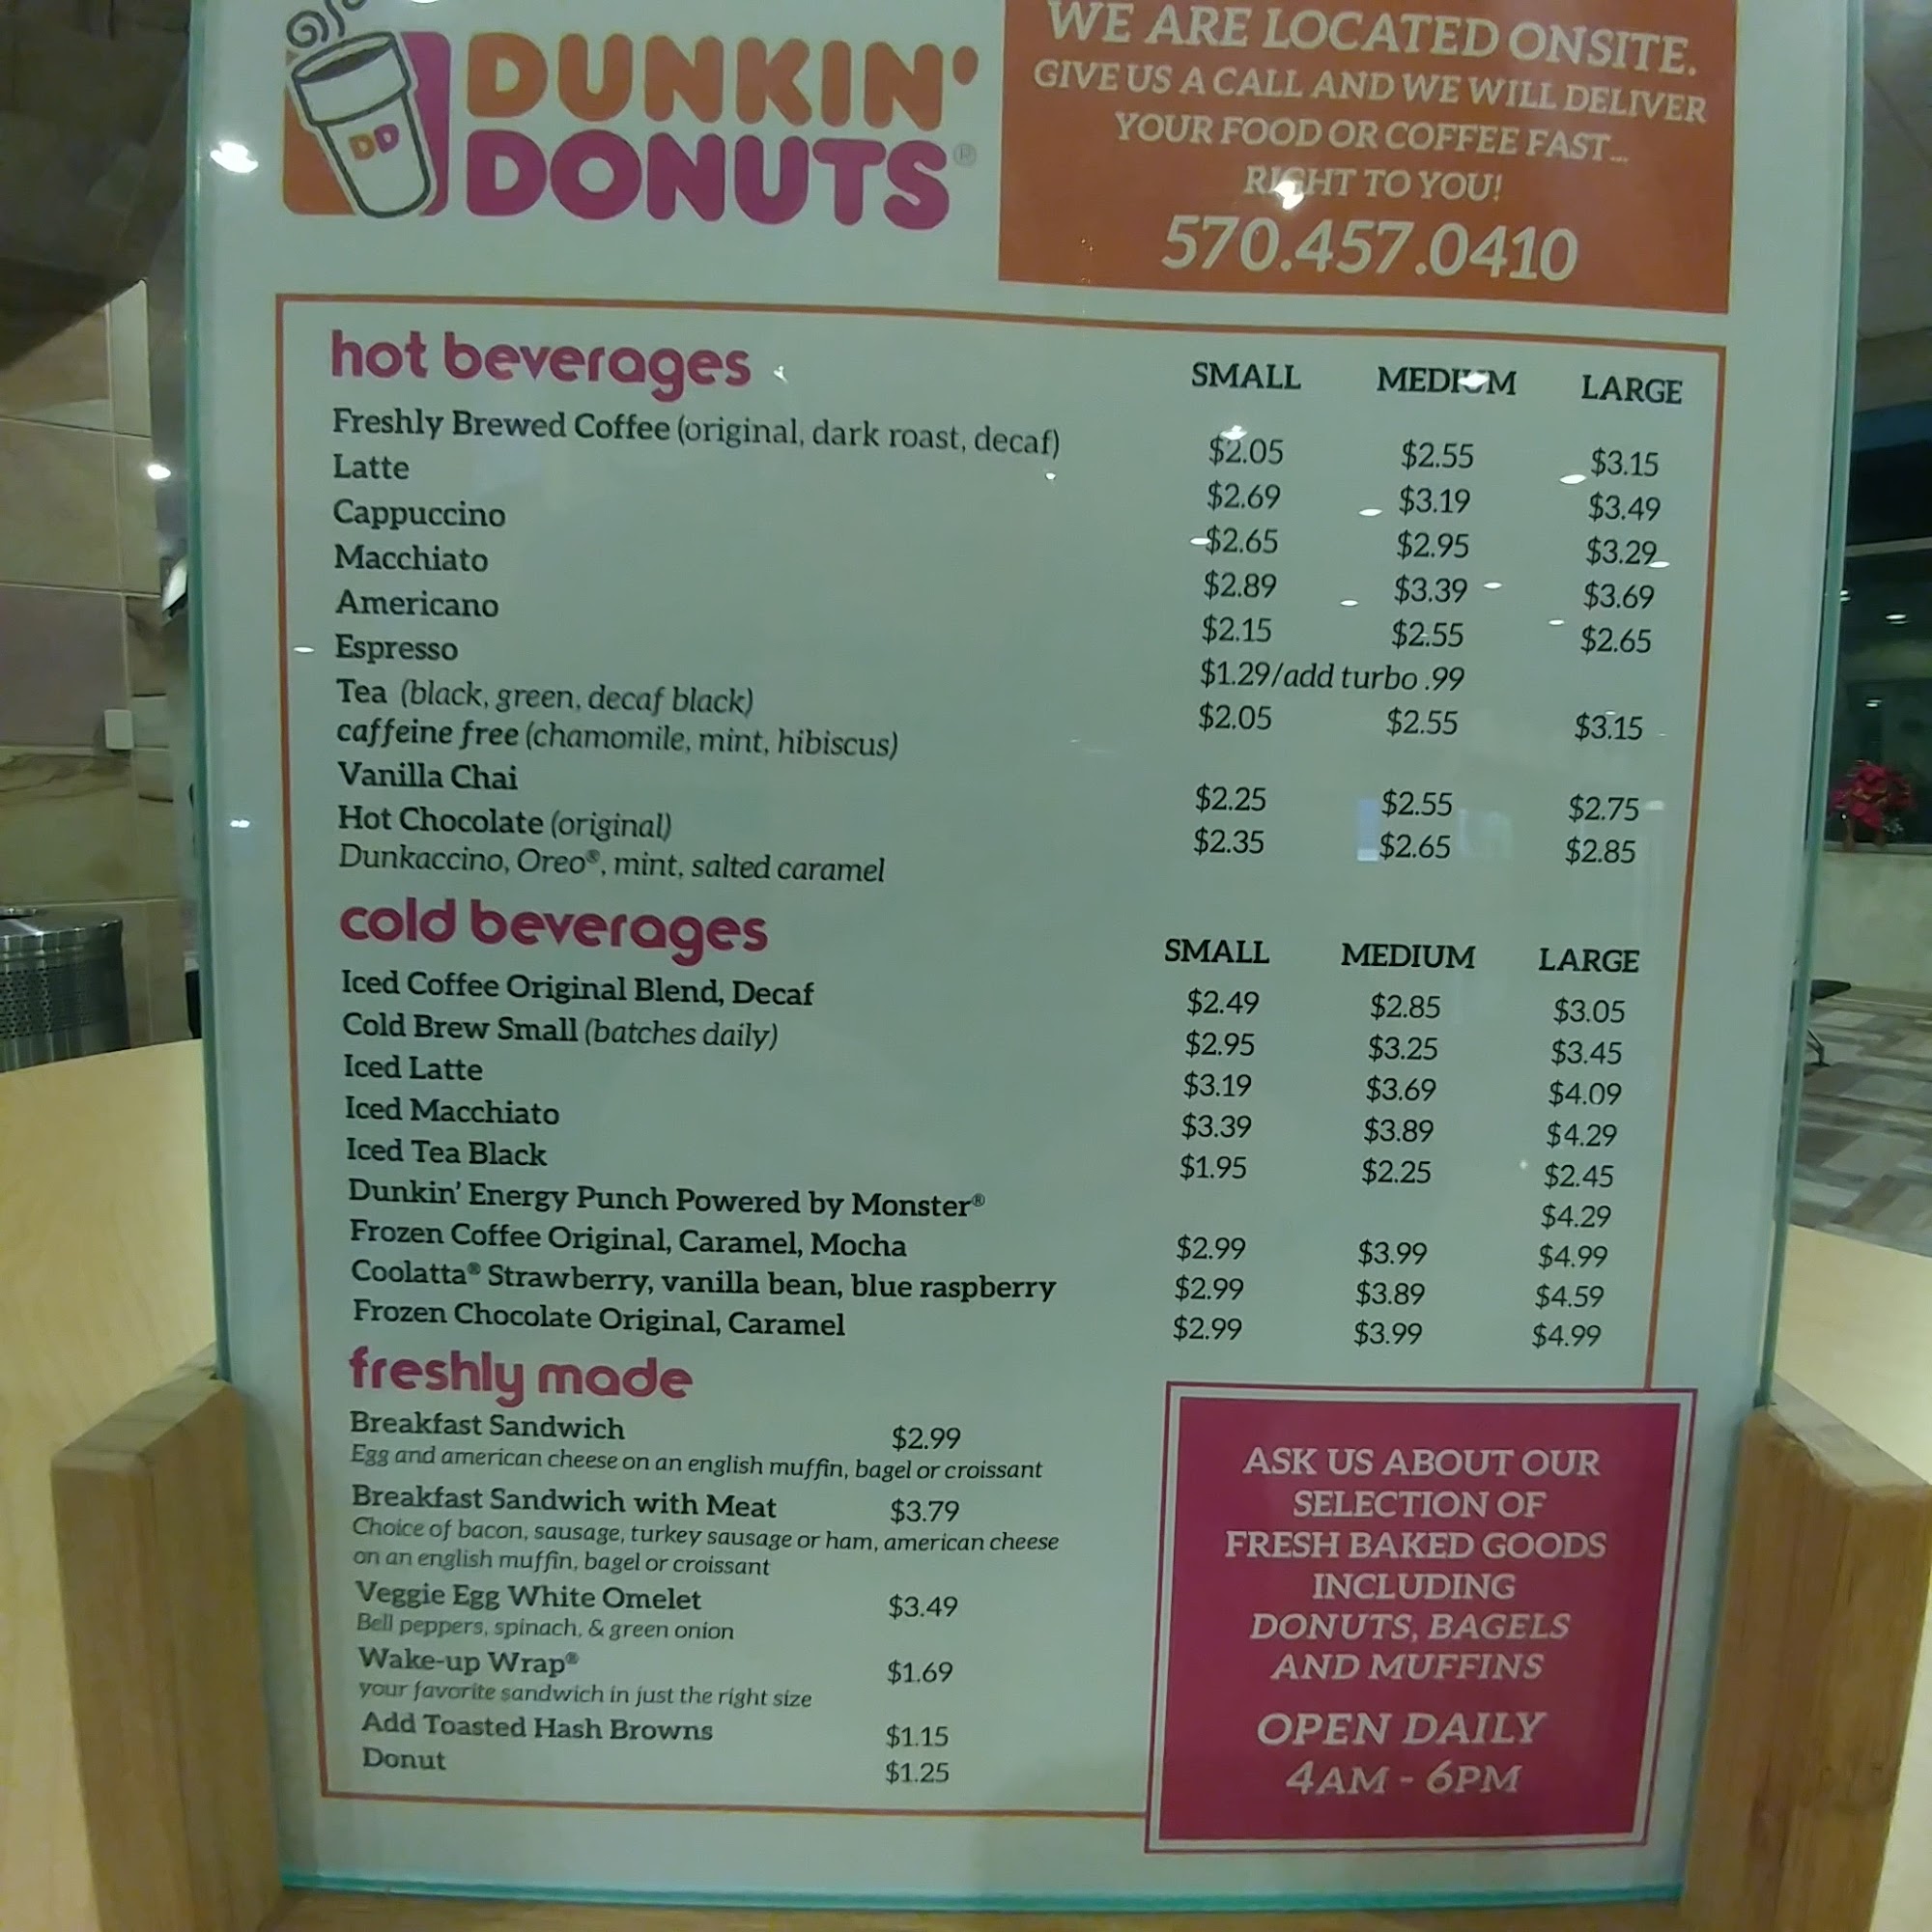 DD
DUNKIN'
DONUTS®
WE ARE LOCATED ONSITE.
GIVE US A CALL AND WE WILL DELIVER
YOUR FOOD OR COFFEE FAST...
RIGHT TO YOU!
570.457.0410
hot beverages SMALL MEDIUM LARGE
Freshly Brewed Coffee (original, dark roast, decaf) $2.05 $2.55 $3.15
Latte $2.69 $3.19 $3.49
Cappuccino $2.65 $2.95 $3.29
Macchiato $2.89 $3.39 $3.69
Americano $2.15 $2.55 $2.65
Espresso $1.29/add turbo .99
Tea (black, green, decaf black) $2.05 $2.55 $3.15
caffeine free (chamomile, mint, hibiscus)
Vanilla Chai $2.25 $2.55 $2.75
Hot Chocolate (original) $2.35 $2.65 $2.85
Dunkaccino, Oreo®, mint, salted caramel
cold beverages SMALL MEDIUM LARGE
Iced Coffee Original Blend, Decaf $2.49 $2.85 $3.05
Cold Brew Small (batches daily) $2.95 $3.25 $3.45
Iced Latte $3.19 $3.69 $4.09
Iced Macchiato $3.39 $3.89 $4.29
Iced Tea Black $1.95 $2.25 $2.45
Dunkin' Energy Punch Powered by Monster® $4.29
Frozen Coffee Original, Caramel, Mocha $2.99 $3.99 $4.99
Coolatta® Strawberry, vanilla bean, blue raspberry $2.99 $3.89 $4.59
Frozen Chocolate Original, Caramel $2.99 $3.99 $4.99
freshly made
Breakfast Sandwich $2.99
Egg and american cheese on an english muffin, bagel or croissant
Breakfast Sandwich with Meat $3.79
Choice of bacon, sausage, turkey sausage or ham, american cheese
on an english muffin, bagel or croissant
Veggie Egg White Omelet $3.49
Bell peppers, spinach, & green onion
Wake-up Wrap® $1.69
your favorite sandwich in just the right size
Add Toasted Hash Browns $1.15
Donut $1.25
ASK US ABOUT OUR
SELECTION OF
FRESH BAKED GOODS
INCLUDING
DONUTS, BAGELS
AND MUFFINS
OPEN DAILY
4AM - 6PM